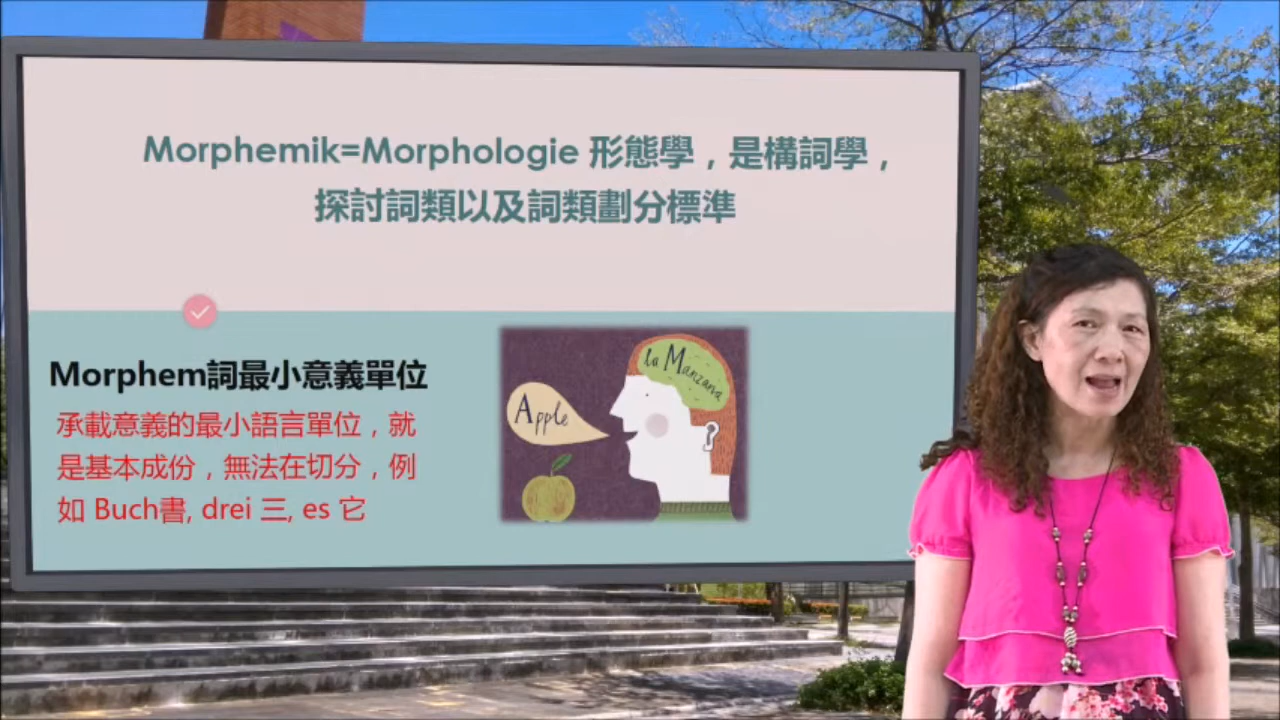 Morphemik=Morphologie 形態學，是構詞學，
探討詞類以及詞類劃分標準
Morphem詞最小意義單位
承載意義的最小語言單位，就
是基本成份，無法在切分，例
如 Buch書, drei 三, es 它
la Manzana
Apple